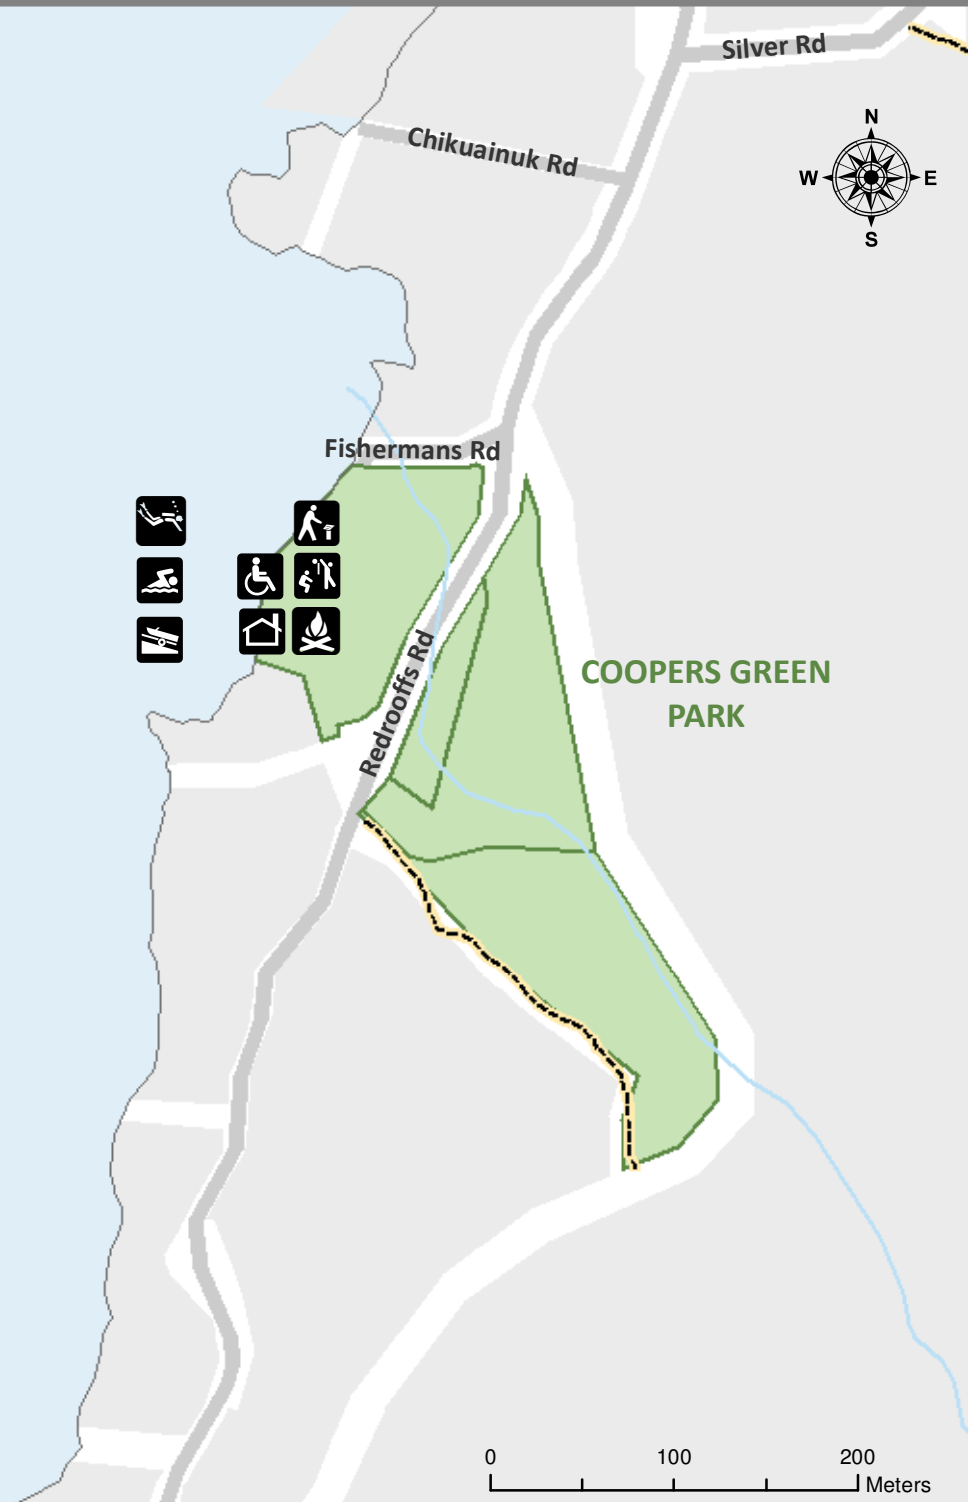 Silver Rd
Chikuainuk Rd
N
W E
S
Fishermans Rd
Redrooffs Rd
COOPERS GREEN
PARK
0 100 200
Meters